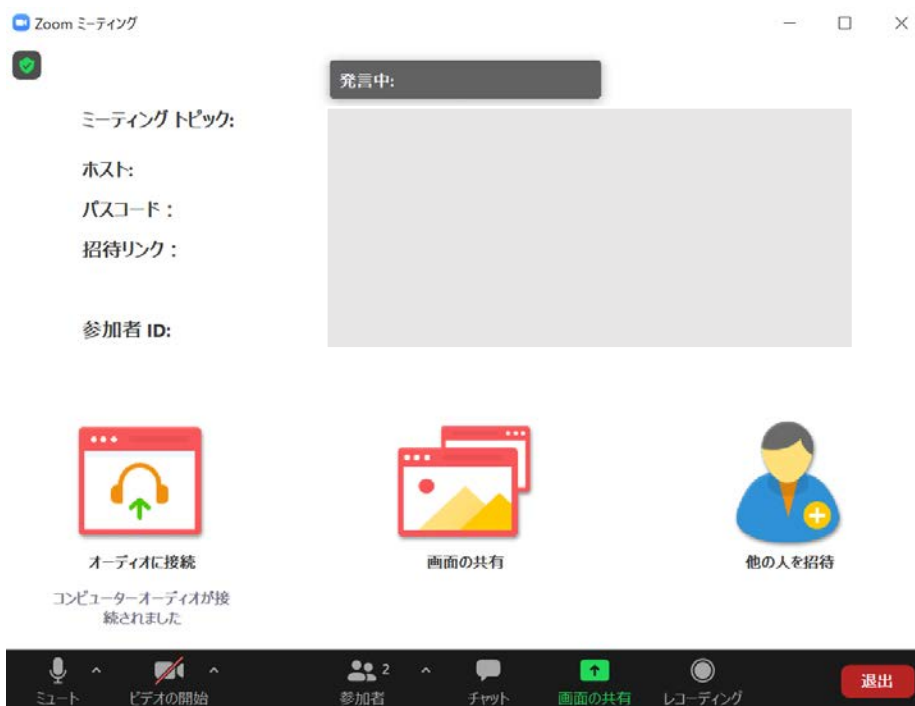 Zoom ミーティング
発言中:
ミーティング トピック:
ホスト:
パスコード：
招待リンク：
参加者 ID:
オーディオに接続
画面の共有
他の人を招待
コンピューターオーディオが接
続されました
ミュート
ビデオの開始
参加者
2
チャット
画面の共有
レコーディング
退出